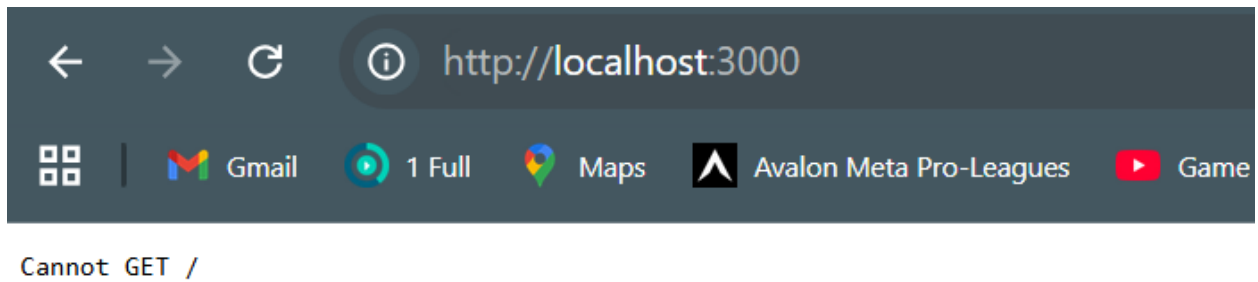 http://localhost:3000
Gmail 1 Full Maps Avalon Meta Pro-Leagues Game
Cannot GET /